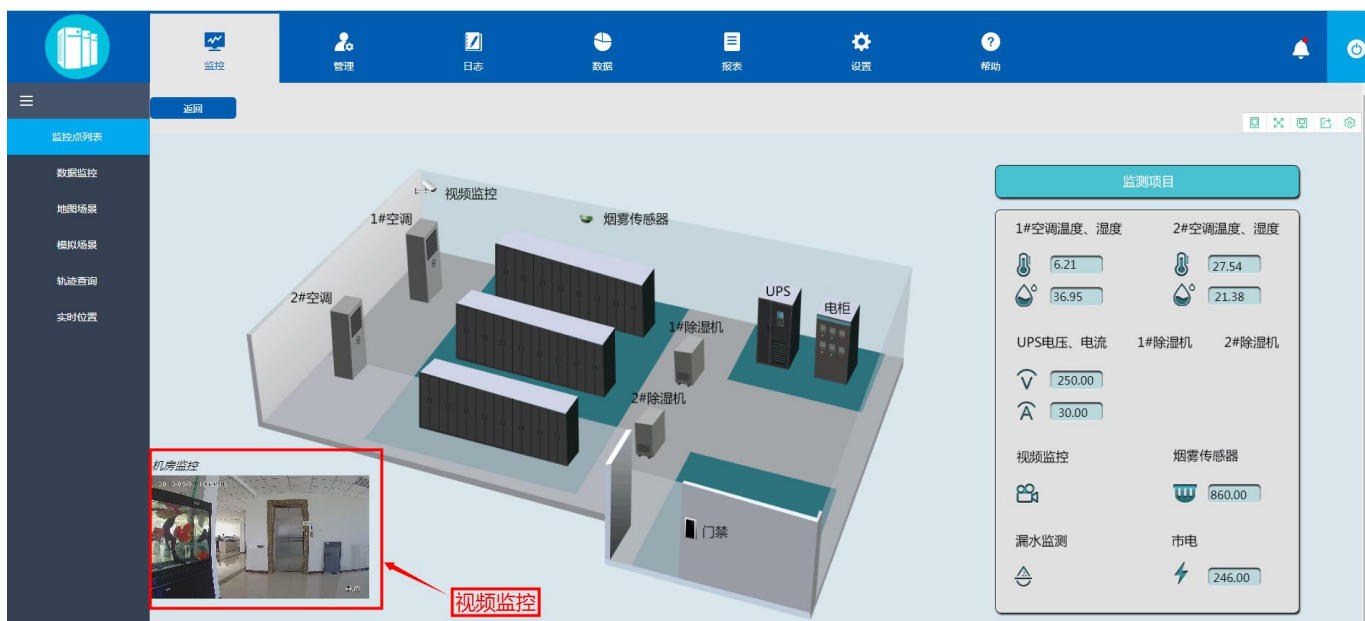 监控
管理
日志
数据
报表
设置
帮助
返回
监控点列表
数据监控
地图场景
模拟场景
轨迹查询
实时位置
视频监控
1#空调
烟雾传感器
2#空调
UPS
电柜
1#除湿机
2#除湿机
门禁
机房监控
视频监控
监测项目
1#空调温度、湿度 2#空调温度、湿度
6.21 27.54
36.95 21.38
UPS电压、电流 1#除湿机 2#除湿机
V 250.00
A 30.00
视频监控 烟雾传感器
860.00
漏水监测 市电
246.00